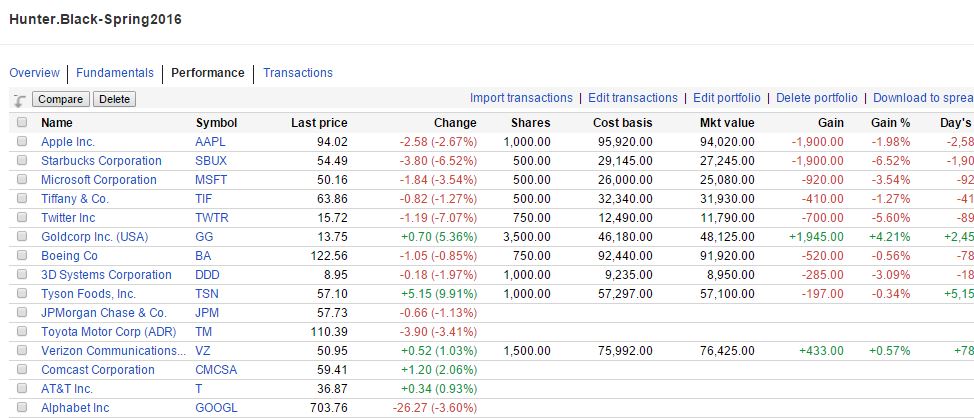 Hunter.Black-Spring2016
Overview Fundamentals Performance Transactions
Compare Delete Import transactions | Edit transactions | Edit portfolio | Delete portfolio | Download to sprea
Name Symbol Last price Change Shares Cost basis Mkt value Gain Gain % Day's
Apple Inc. AAPL 94.02 -2.58 (-2.67%) 1,000.00 95,920.00 94,020.00 -1,900.00 -1.98% -2,58
Starbucks Corporation SBUX 54.49 -3.80 (-6.52%) 500.00 29,145.00 27,245.00 -1,900.00 -6.52% -1,90
Microsoft Corporation MSFT 50.16 -1.84 (-3.54%) 500.00 26,000.00 25,080.00 -920.00 -3.54% -92
Tiffany & Co. TIF 63.86 -0.82 (-1.27%) 500.00 32,340.00 31,930.00 -410.00 -1.27% -41
Twitter Inc TWTR 15.72 -1.19 (-7.07%) 750.00 12,490.00 11,790.00 -700.00 -5.60% -89
Goldcorp Inc. (USA) GG 13.75 +0.70 (5.36%) 3,500.00 46,180.00 48,125.00 +1,945.00 +4.21% +2,45
Boeing Co BA 122.56 -1.05 (-0.85%) 750.00 92,440.00 91,920.00 -520.00 -0.56% -78
3D Systems Corporation DDD 8.95 -0.18 (-1.97%) 1,000.00 9,235.00 8,950.00 -285.00 -3.09% -18
Tyson Foods, Inc. TSN 57.10 +5.15 (9.91%) 1,000.00 57,297.00 57,100.00 -197.00 -0.34% +5,15
JPMorgan Chase & Co. JPM 57.73 -0.66 (-1.13%)
Toyota Motor Corp (ADR) TM 110.39 -3.90 (-3.41%)
Verizon Communications... VZ 50.95 +0.52 (1.03%) 1,500.00 75,992.00 76,425.00 +433.00 +0.57% +78
Comcast Corporation CMCSA 59.41 +1.20 (2.06%)
AT&T Inc. T 36.87 +0.34 (0.93%)
Alphabet Inc GOOGL 703.76 -26.27 (-3.60%)